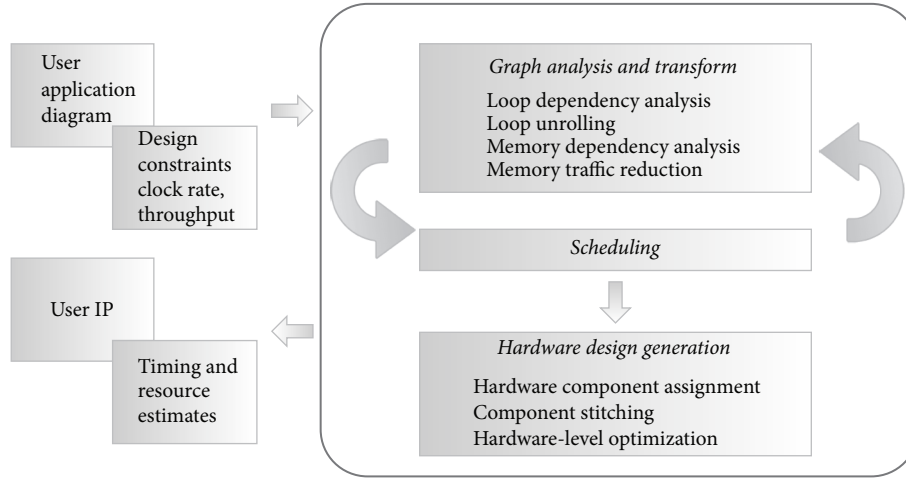 User
application
diagram
Design
constraints
clock rate,
throughput
User IP
Timing and
resource
estimates
Graph analysis and transform
Loop dependency analysis
Loop unrolling
Memory dependency analysis
Memory traffic reduction
Scheduling
Hardware design generation
Hardware component assignment
Component stitching
Hardware-level optimization